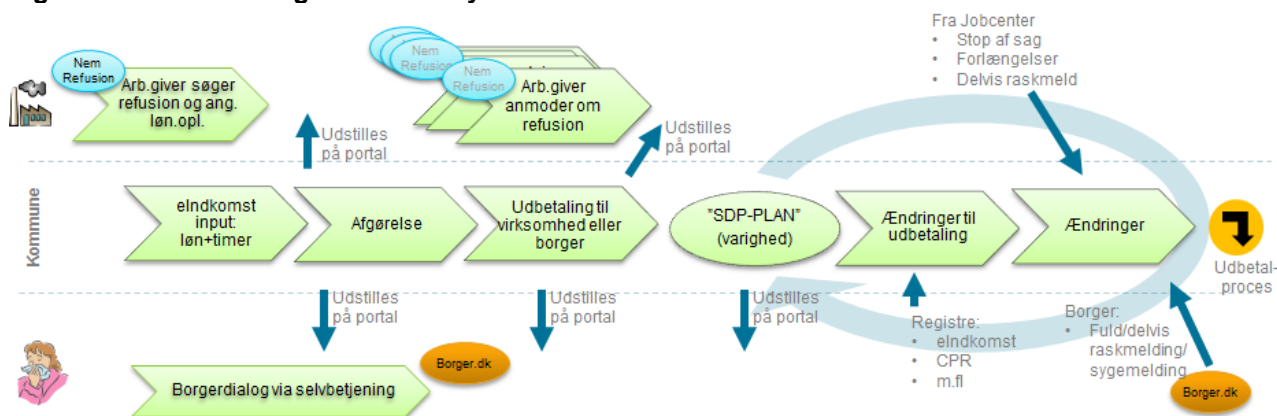 Nem
Refusion
Arb.giver søger
refusion og ang.
løn.opl.
Udstilles
på portal
Nem
Refusion
Nem
Refusion
Arb.giver
anmoder om
refusion
Udstilles
på portal
Fra Jobcenter
• Stop af sag
• Forlængelser
• Delvis raskmeld
Kommune
eIndkomst
input:
løn+timer
Afgørelse
Udbetaling til
virksomhed eller
borger
"SDP-PLAN"
(varighed)
Ændringer til
udbetaling
Ændringer
Udbetal-
proces
Udstilles
på portal
Udstilles
på portal
Udstilles
på portal
Registre:
• eIndkomst
• CPR
• m.fl
Borger:
• Fuld/delvis
raskmelding/
sygemelding
Borger.dk
Borgerdialog via selvbetjening
Borger.dk